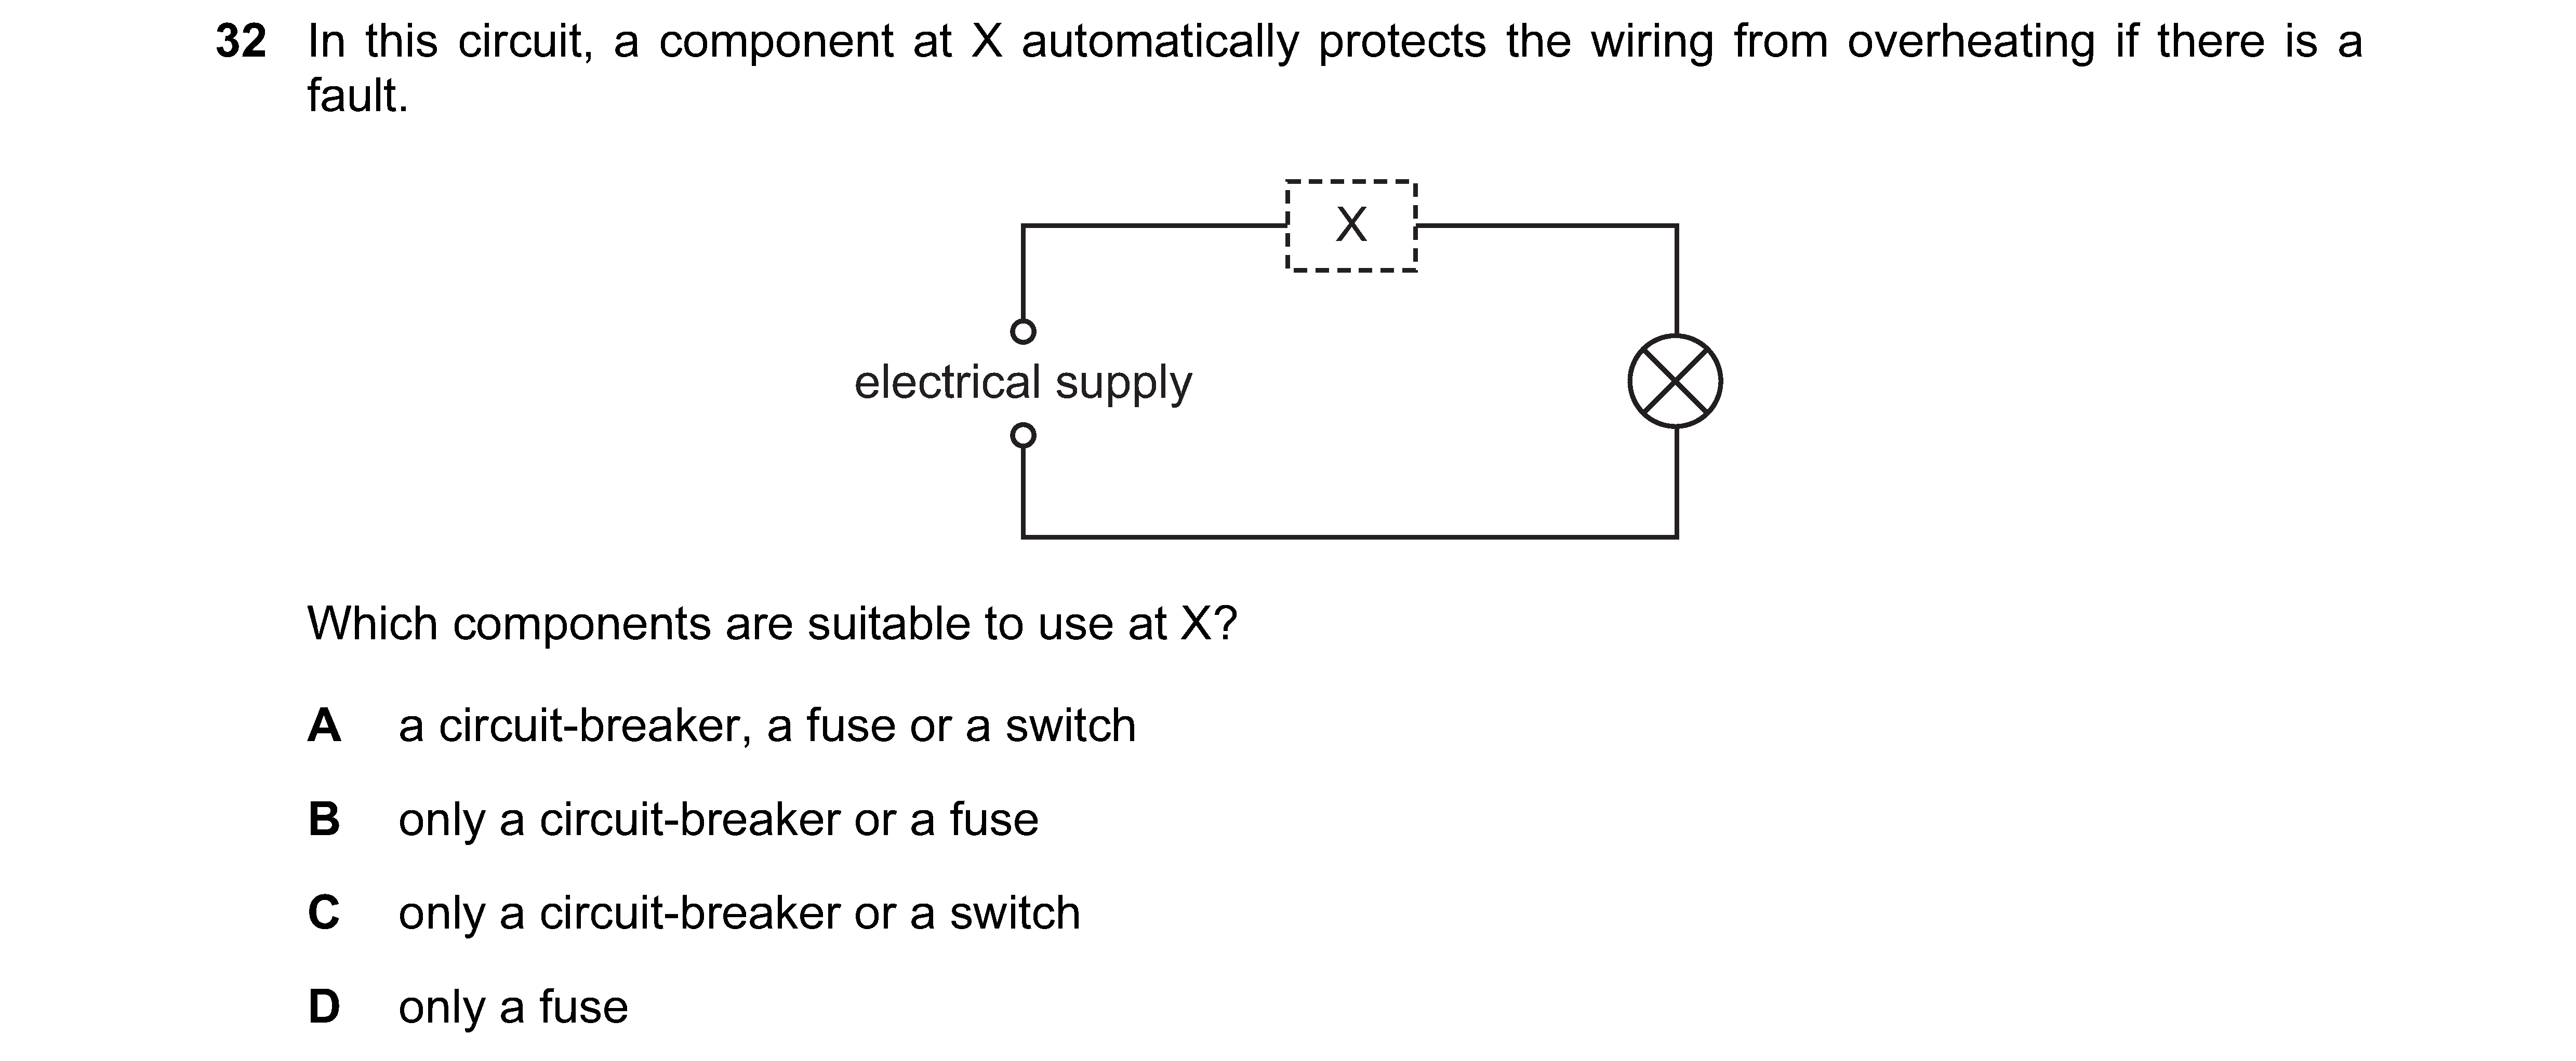 32 In this circuit, a component at X automatically protects the wiring from overheating if there is a
fault.
X
electrical supply
Which components are suitable to use at X?
A a circuit-breaker, a fuse or a switch
B only a circuit-breaker or a fuse
C only a circuit-breaker or a switch
D only a fuse